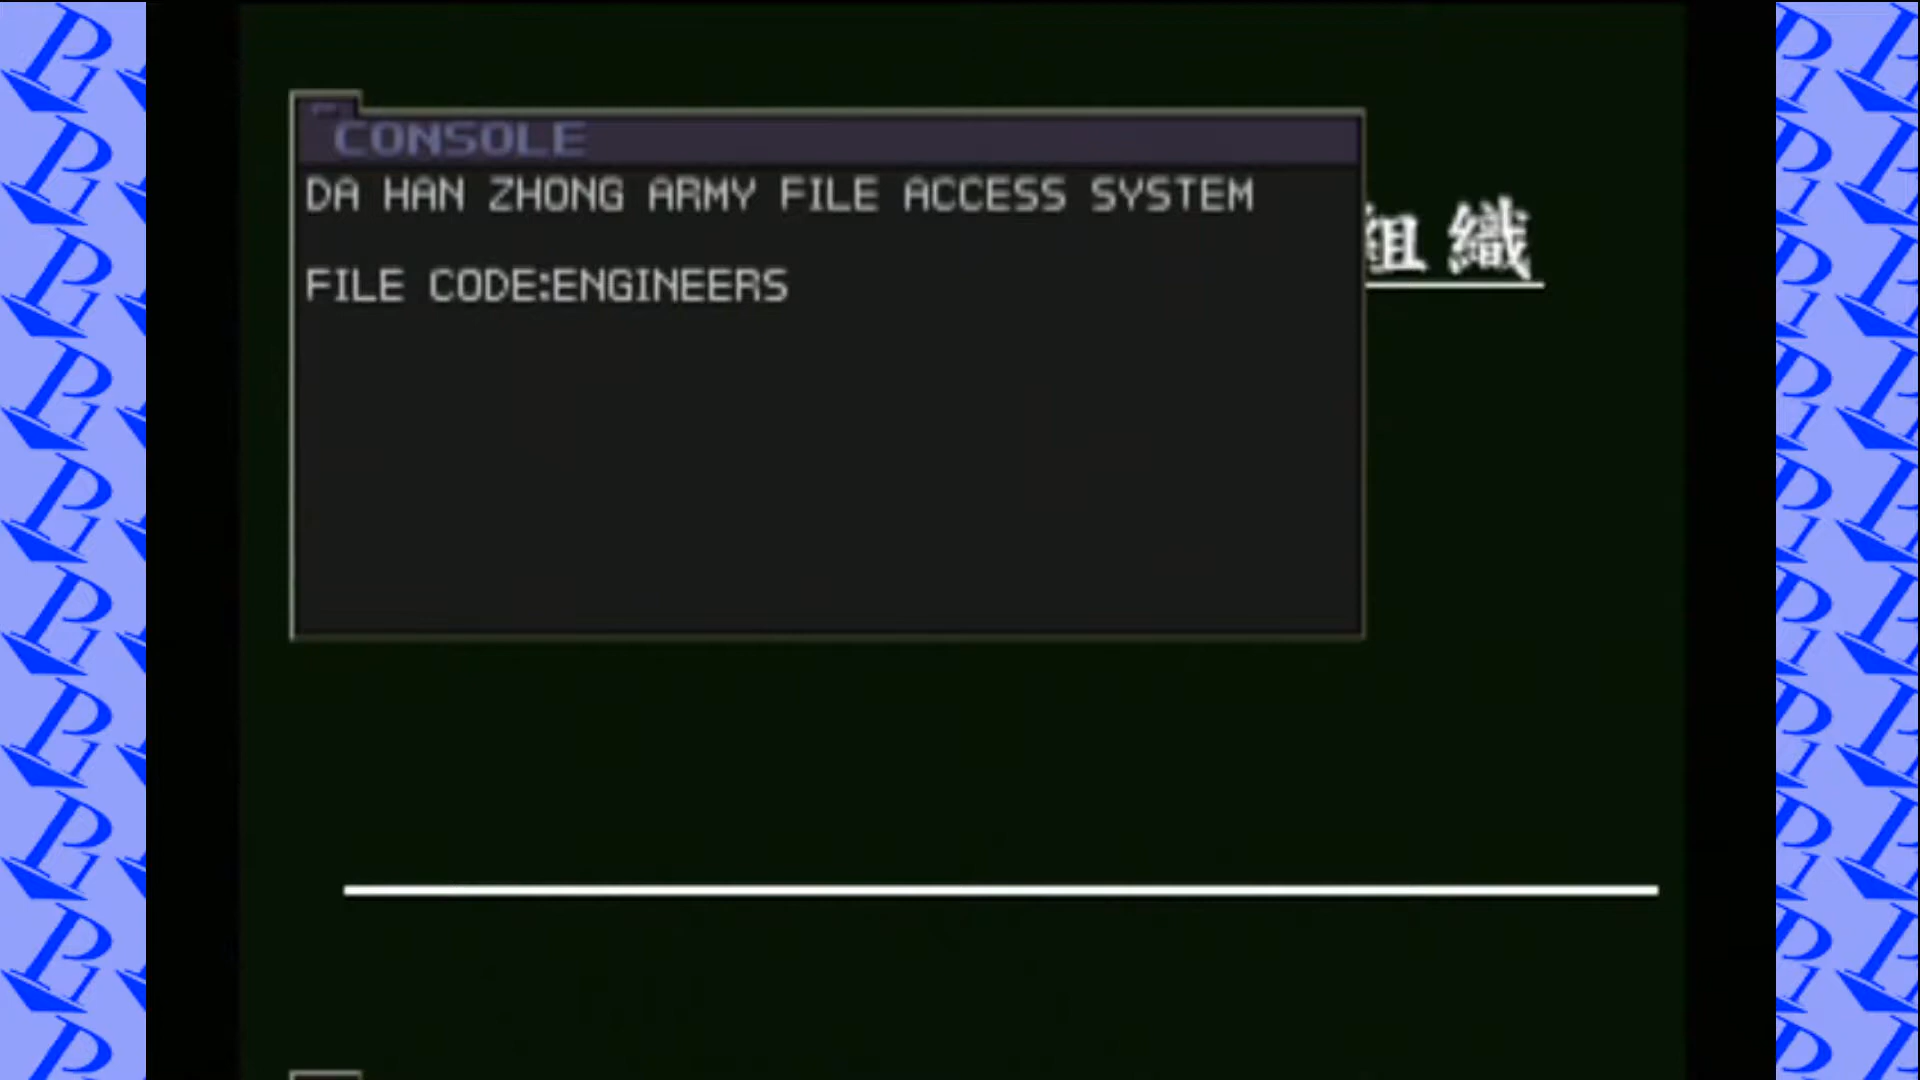 CONSOLE
DA HAN ZHONG ARMY FILE ACCESS SYSTEM
組織
FILE CODE:ENGINEERS